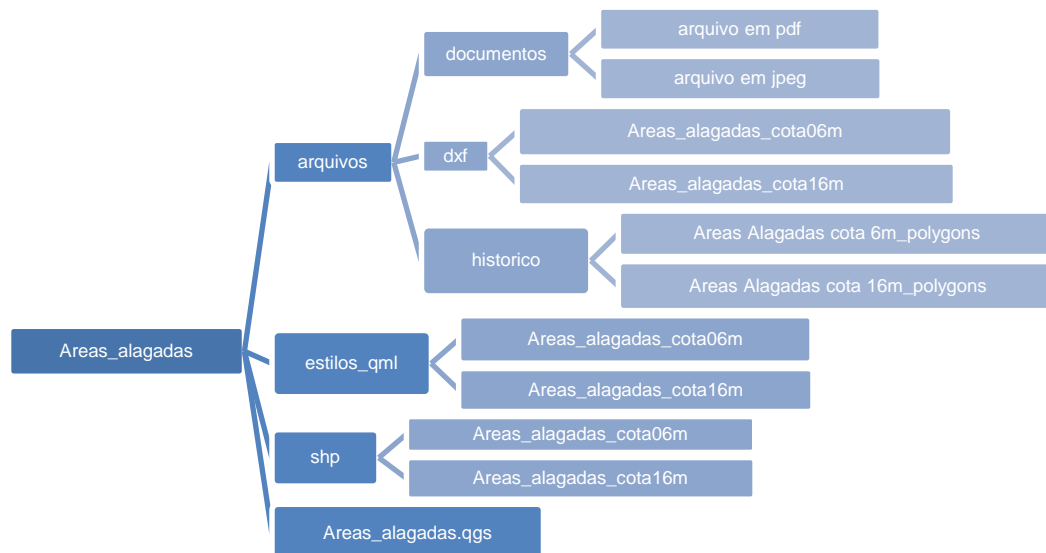 Areas_alagadas
arquivos
documentos
arquivo em pdf
arquivo em jpeg
dxf
Areas_alagadas_cota06m
Areas_alagadas_cota16m
historico
Areas Alagadas cota 6m_polygons
Areas Alagadas cota 16m_polygons
estilos_qml
Areas_alagadas_cota06m
Areas_alagadas_cota16m
shp
Areas_alagadas_cota06m
Areas_alagadas_cota16m
Areas_alagadas.qgs